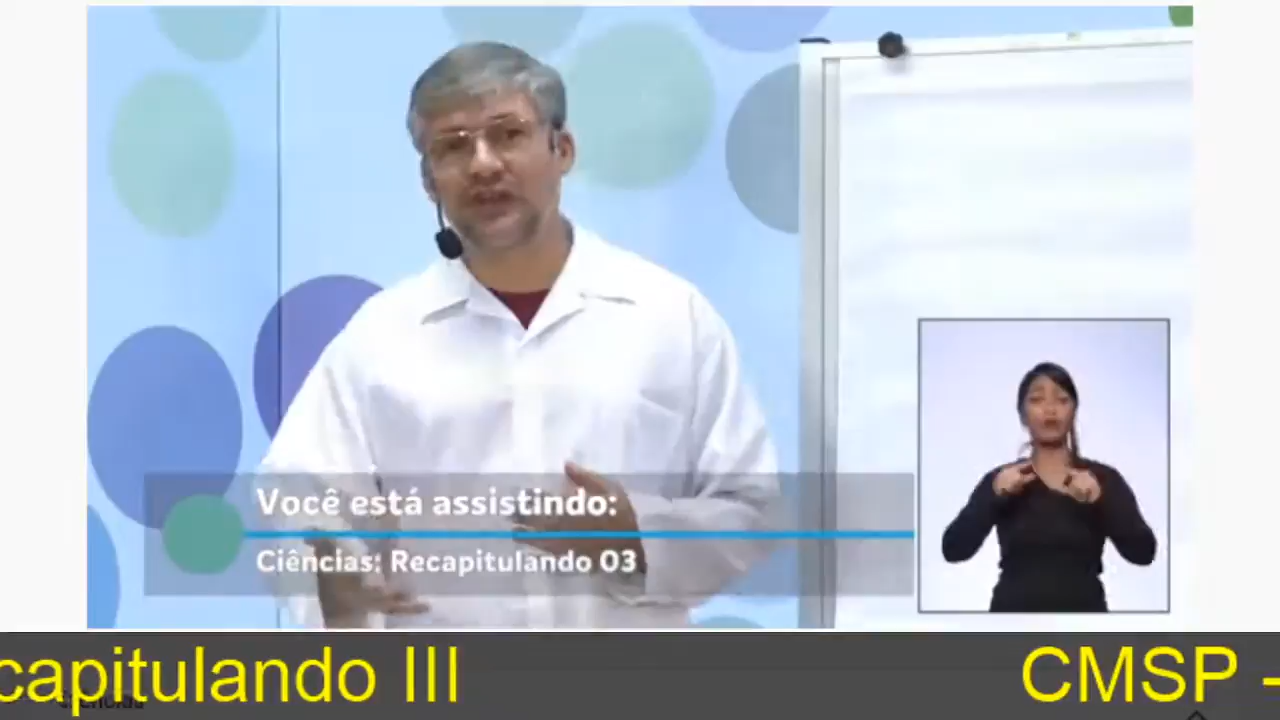 Você está assistindo:
Ciências: Recapitulando 03
capitulando III
CMSP -